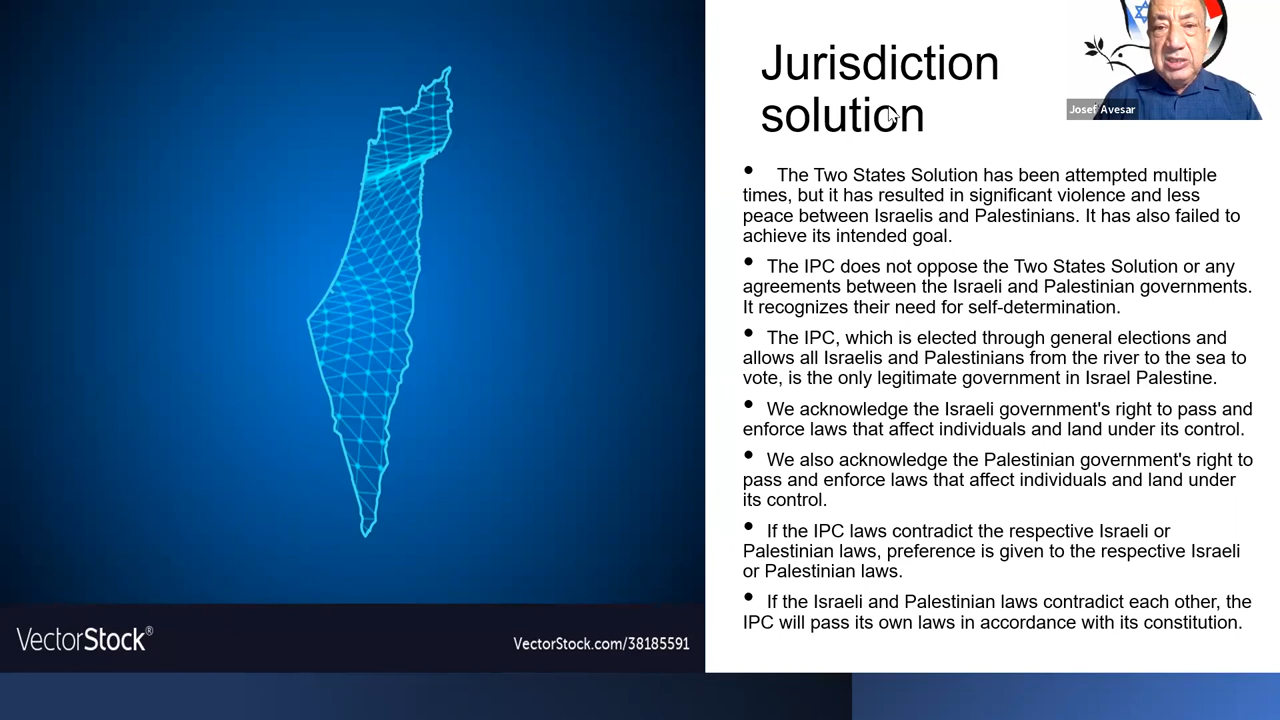 Jurisdiction
solution
Josef Avesar
• The Two States Solution has been attempted multiple
times, but it has resulted in significant violence and less
peace between Israelis and Palestinians. It has also failed to
achieve its intended goal.
• The IPC does not oppose the Two States Solution or any
agreements between the Israeli and Palestinian governments.
It recognizes their need for self-determination.
• The IPC, which is elected through general elections and
allows all Israelis and Palestinians from the river to the sea to
vote, is the only legitimate government in Israel Palestine.
• We acknowledge the Israeli government's right to pass and
enforce laws that affect individuals and land under its control.
• We also acknowledge the Palestinian government's right to
pass and enforce laws that affect individuals and land under
its control.
• If the IPC laws contradict the respective Israeli or
Palestinian laws, preference is given to the respective Israeli
or Palestinian laws.
• If the Israeli and Palestinian laws contradict each other, the
IPC will pass its own laws in accordance with its constitution.
VectorStock®
VectorStock.com/38185591